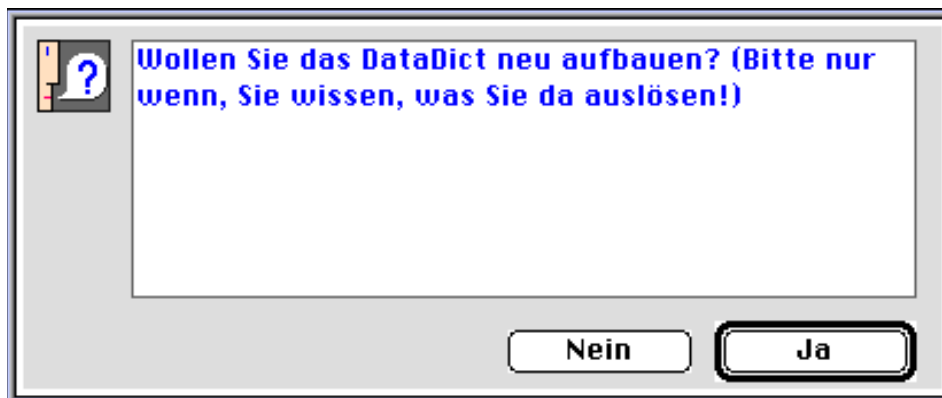 ?
Wollen Sie das DataDict neu aufbauen? (Bitte nur
wenn, Sie wissen, was Sie da auslösen!)
Nein Ja